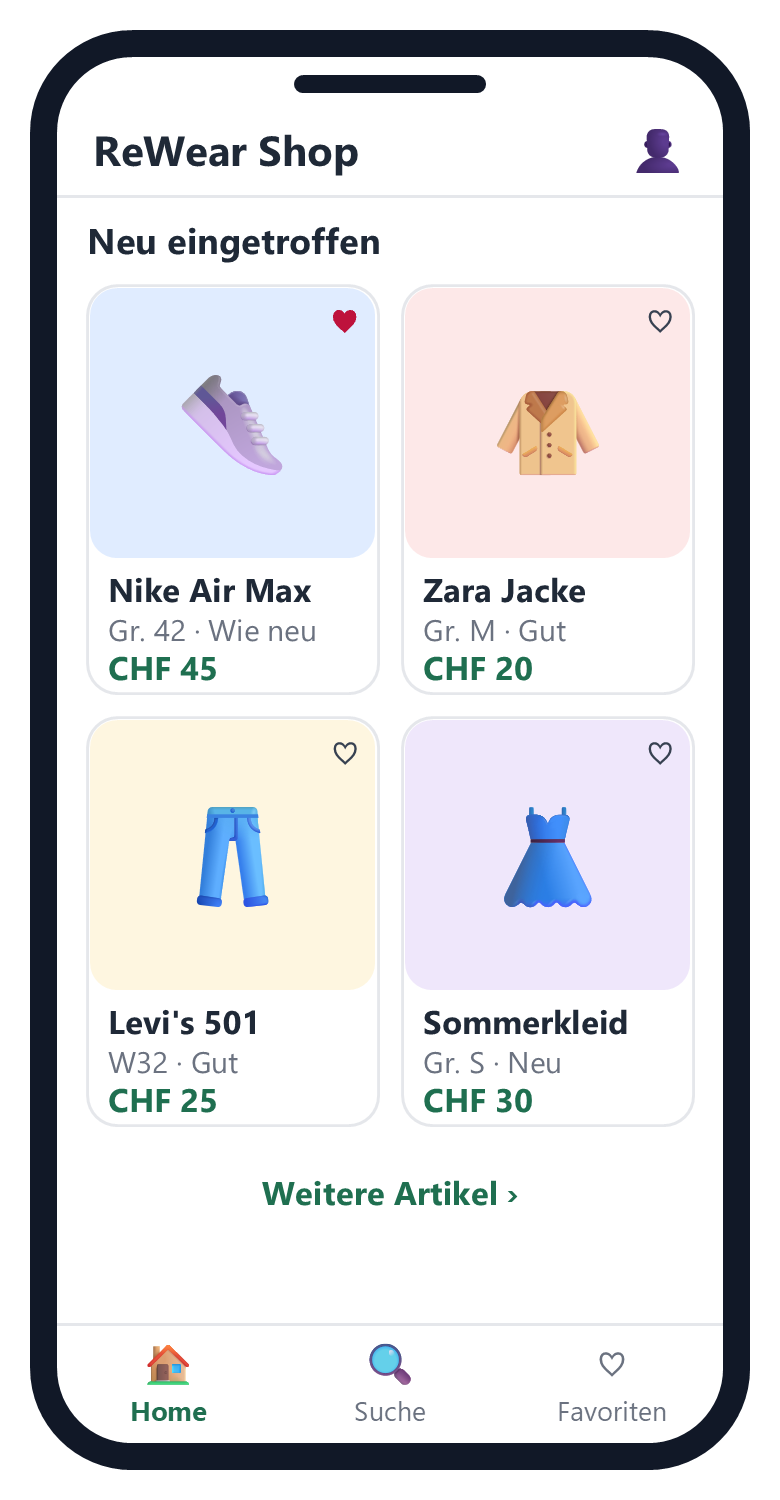 ReWear Shop
Neu eingetroffen
Nike Air Max
Gr. 42 · Wie neu
CHF 45
Zara Jacke
Gr. M · Gut
CHF 20
Levi's 501
W32 · Gut
CHF 25
Sommerkleid
Gr. S · Neu
CHF 30
Weitere Artikel ›
Home
Suche
Favoriten